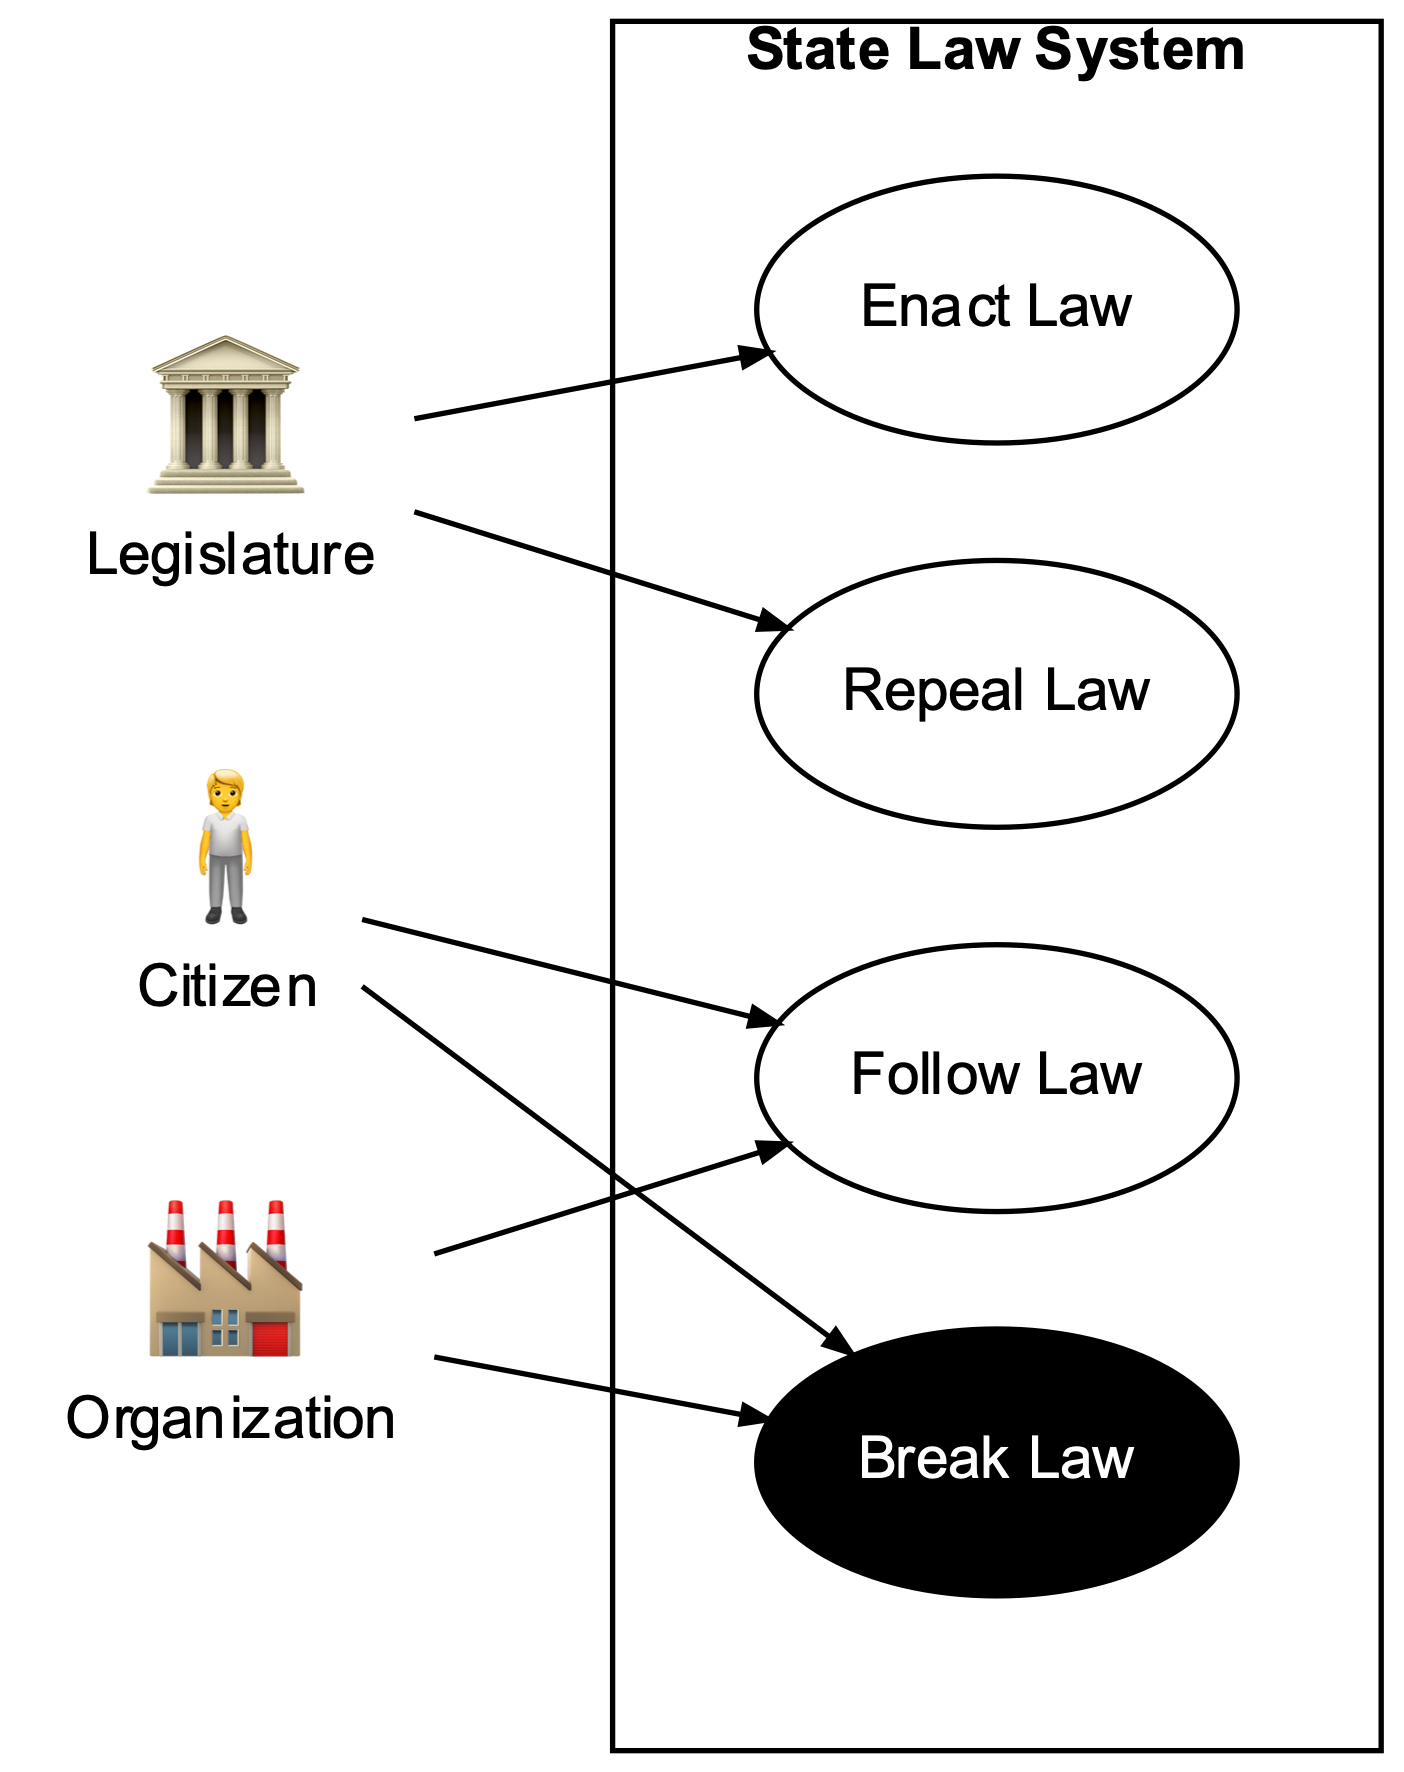 State Law System
Enact Law
Legislature
Repeal Law
Citizen
Follow Law
Organization
Break Law